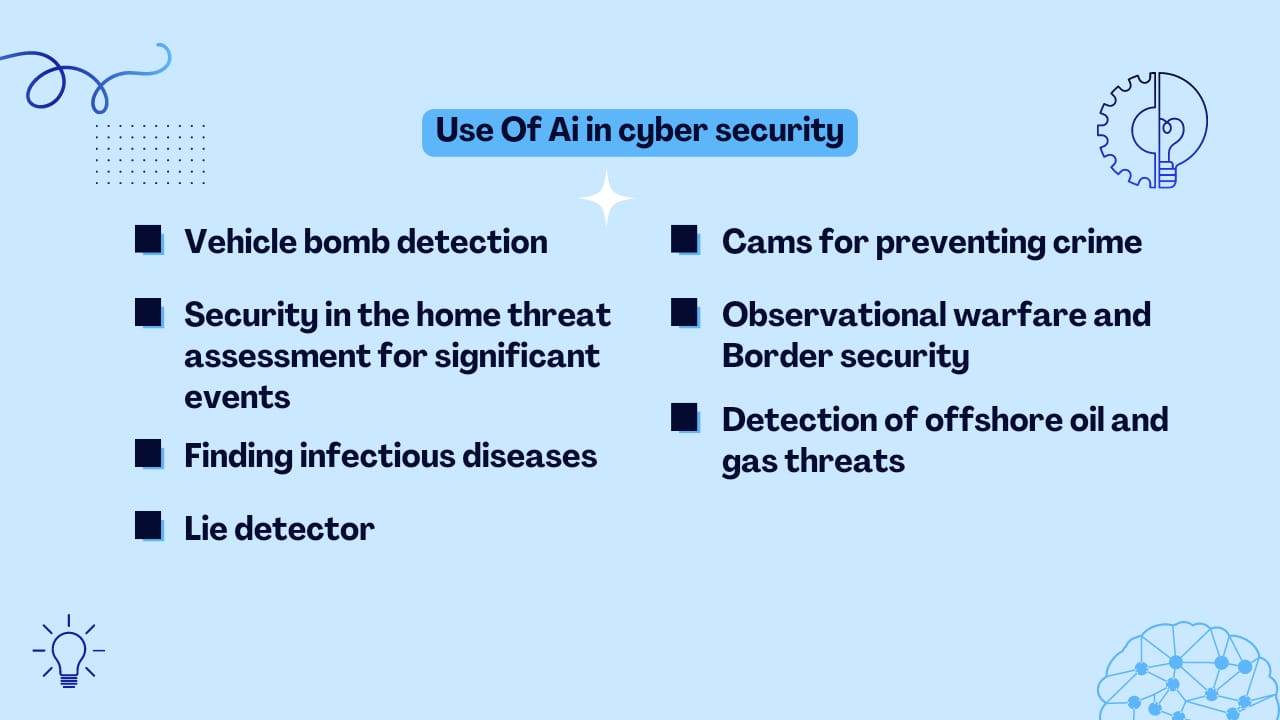 Use Of Ai in cyber security
Vehicle bomb detection
Security in the home threat
assessment for significant
events
Finding infectious diseases
Lie detector
Cams for preventing crime
Observational warfare and
Border security
Detection of offshore oil and
gas threats